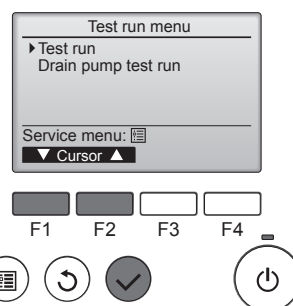 Test run menu
Test run
Drain pump test run
Service menu:
▼ Cursor ▲
F1 F2 F3 F4